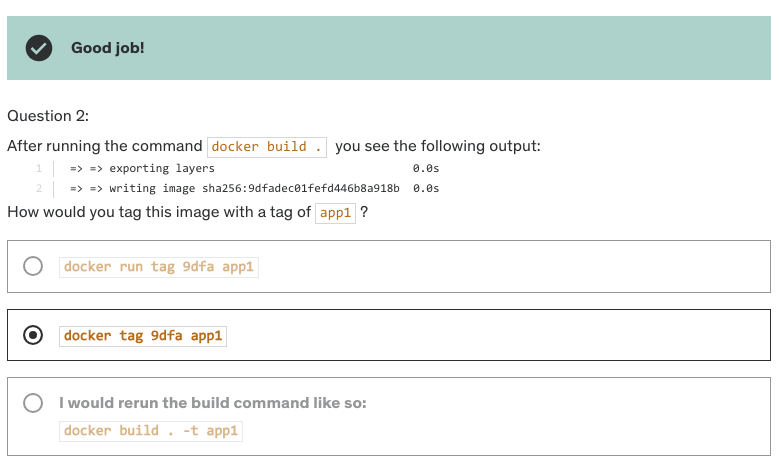 Good job!
Question 2:
After running the command docker build . you see the following output:
1 => => exporting layers 0.0s
2 => => writing image sha256:9dfadec01fefd446b8a918b 0.0s
How would you tag this image with a tag of app1 ?
docker run tag 9dfa app1
docker tag 9dfa app1
I would rerun the build command like so:
docker build . -t app1